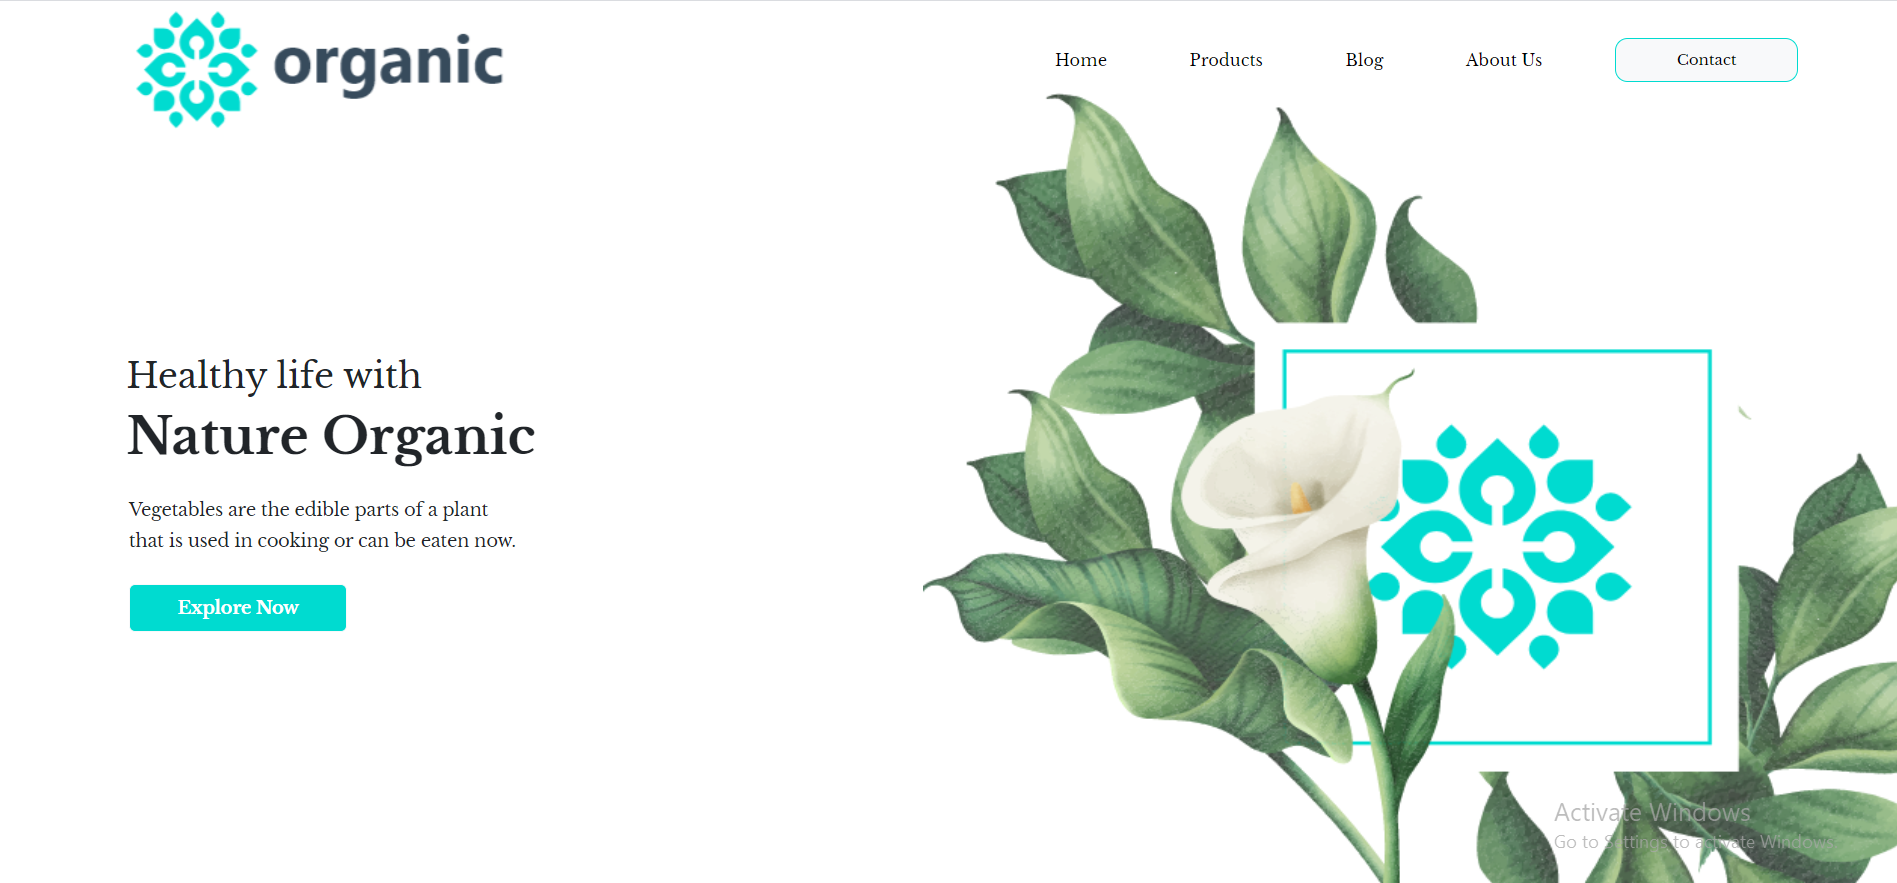 organic
Home
Products
Blog
About Us
Contact
Healthy life with
Nature Organic
Vegetables are the edible parts of a plant
that is used in cooking or can be eaten now.
Explore Now
Activate Windows
Go to Settings to activate Windows.